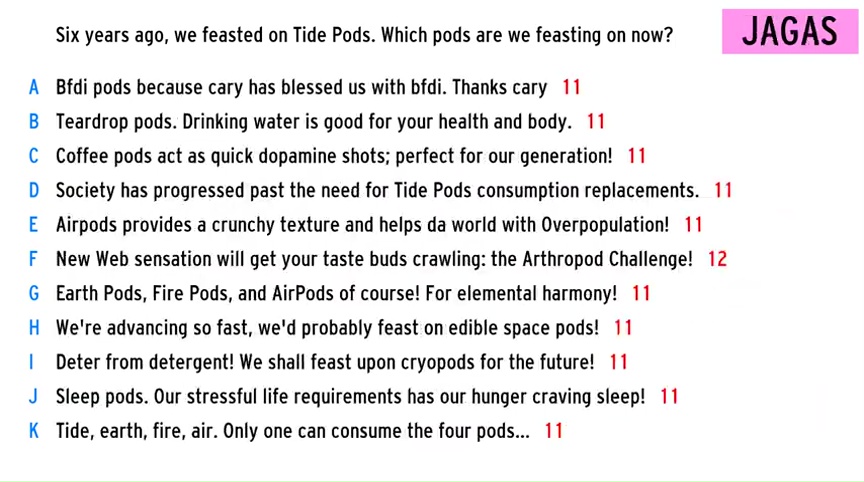 Six years ago, we feasted on Tide Pods. Which pods are we feasting on now?
JAGAS
A Bfdi pods because cary has blessed us with bfdi. Thanks cary 11
B Teardrop pods. Drinking water is good for your health and body. 11
C Coffee pods act as quick dopamine shots; perfect for our generation! 11
D Society has progressed past the need for Tide Pods consumption replacements. 11
E Airpods provides a crunchy texture and helps da world with Overpopulation! 11
F New Web sensation will get your taste buds crawling: the Arthropod Challenge! 12
G Earth Pods, Fire Pods, and AirPods of course! For elemental harmony! 11
H We're advancing so fast, we'd probably feast on edible space pods! 11
I Deter from detergent! We shall feast upon cryopods for the future! 11
J Sleep pods. Our stressful life requirements has our hunger craving sleep! 11
K Tide, earth, fire, air. Only one can consume the four pods... 11